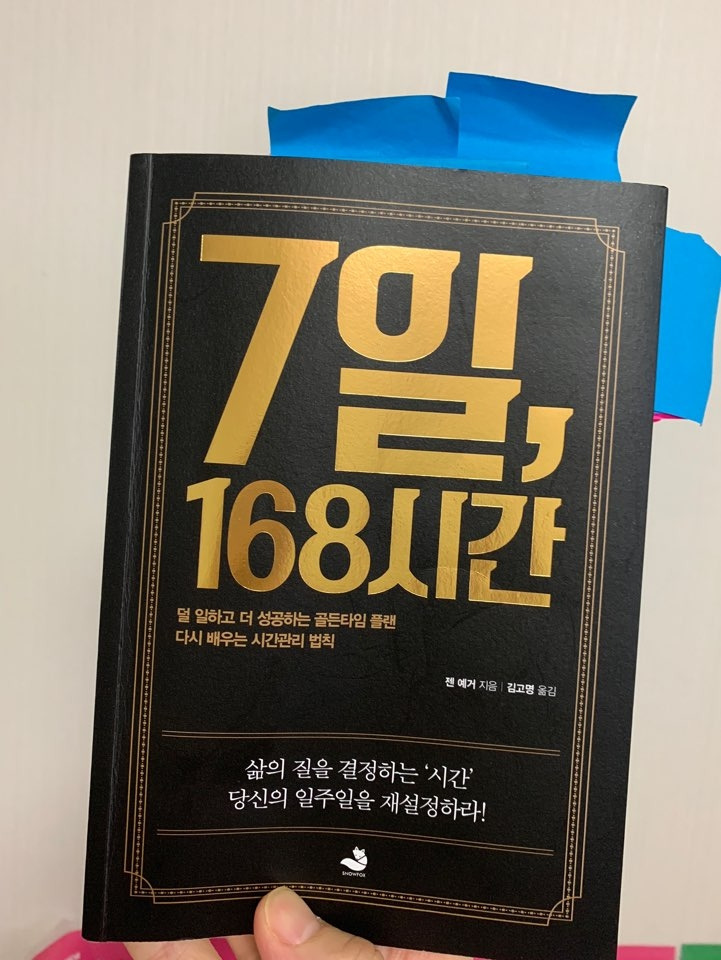 7일,
168시간
덜 일하고 더 성공하는 골든타임 플랜
다시 배우는 시간관리 법칙
젠 예거 지음 | 김고명 옮김
삶의 질을 결정하는 ‘시간’
당신의 일주일을 재설정하라!
SNOWFOX